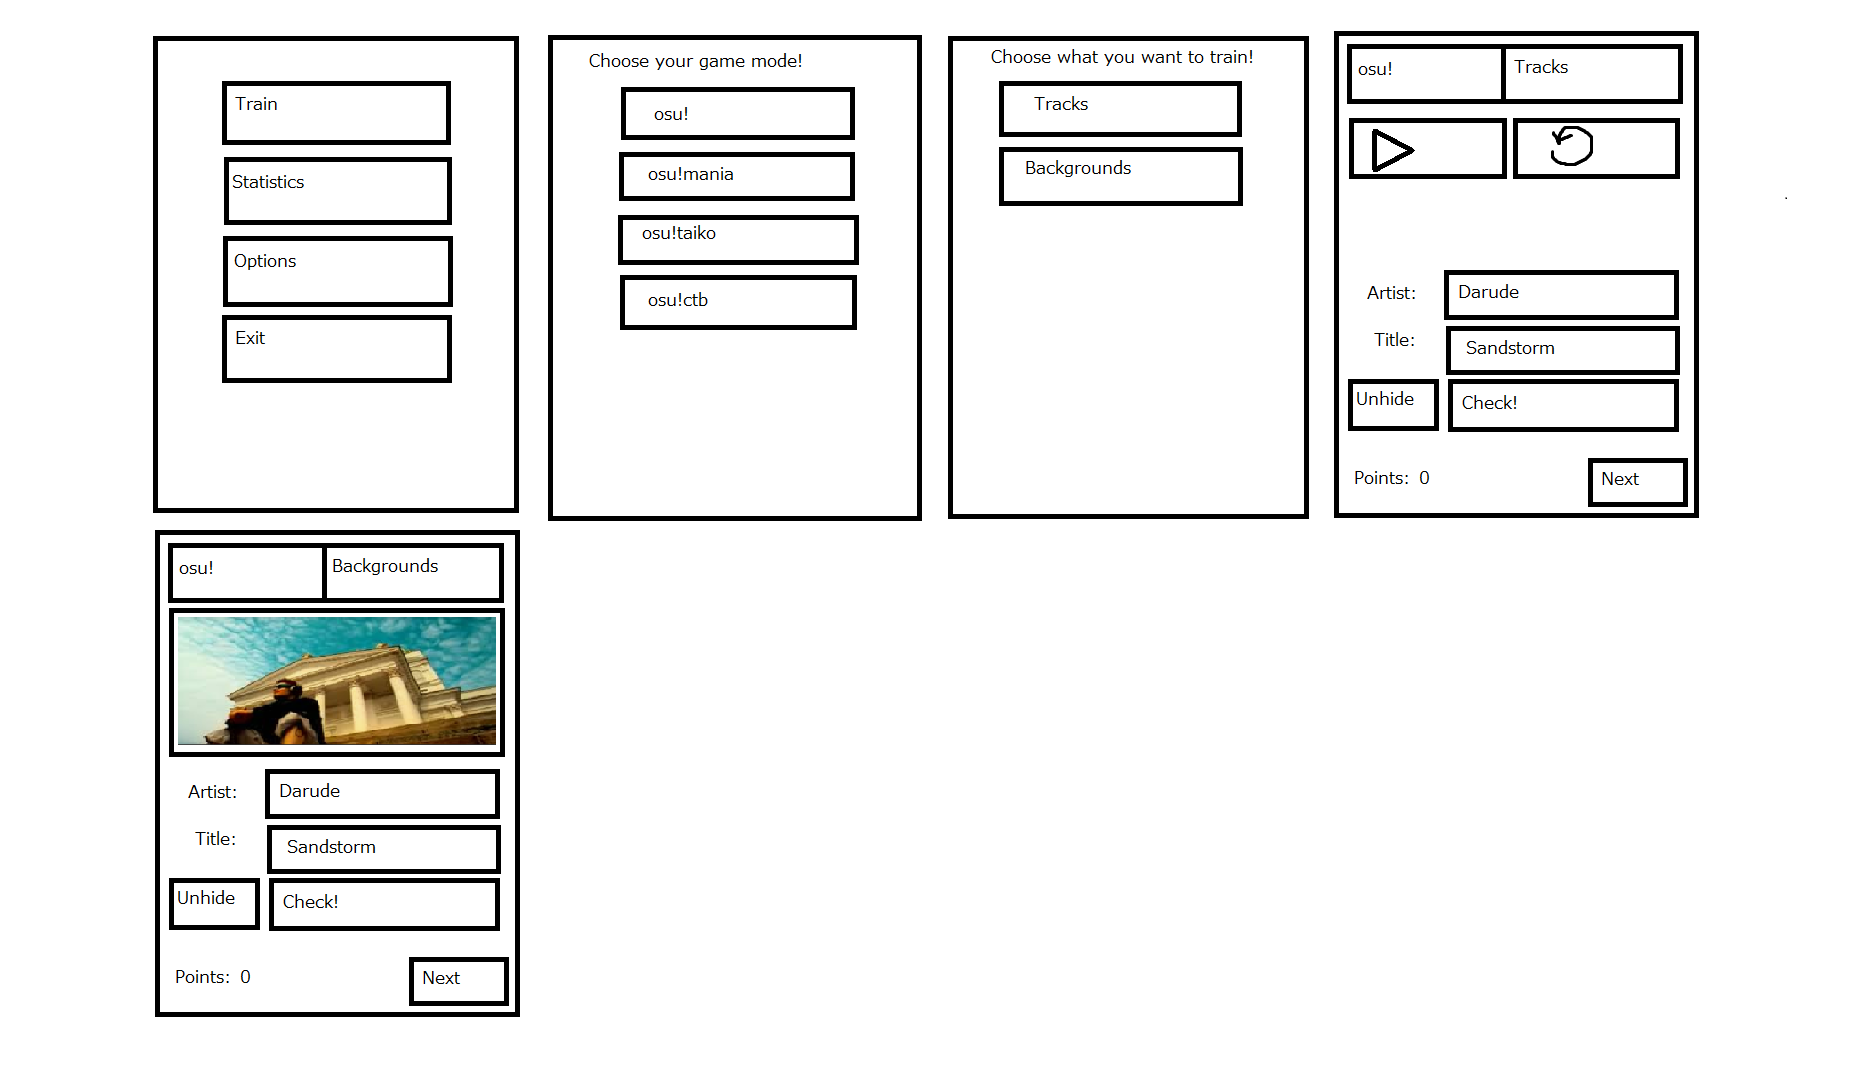 Train
Statistics
Options
Exit
Choose your game mode!
osu!
osu!mania
osu!taiko
osu!ctb
Choose what you want to train!
Tracks
Backgrounds
osu! Tracks
Artist: Darude
Title: Sandstorm
Unhide Check!
Points: 0 Next
osu! Backgrounds
Artist: Darude
Title: Sandstorm
Unhide Check!
Points: 0 Next